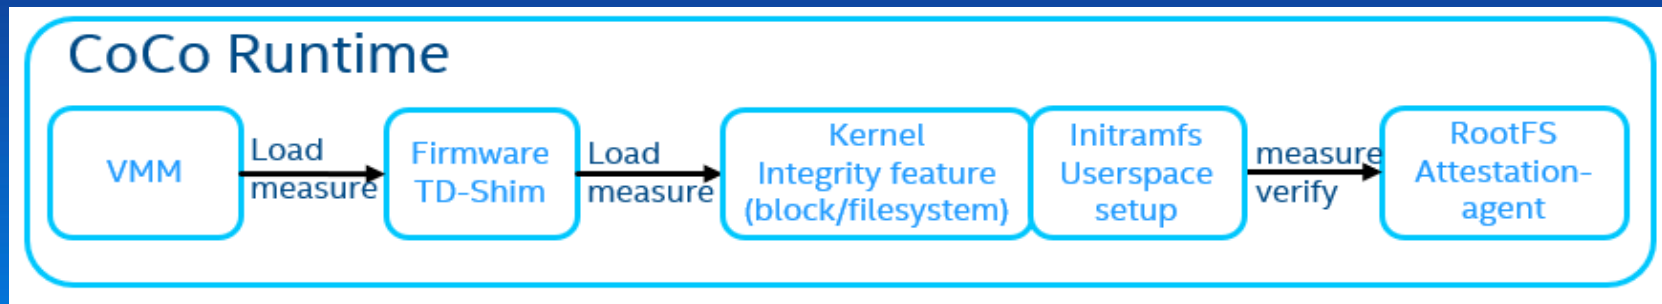 CoCo Runtime
VMM
Load
measure
Firmware
TD-Shim
Load
measure
Kernel
Integrity feature
(block/filesystem)
Initramfs
Userspace
setup
measure
verify
RootFS
Attestation-
agent